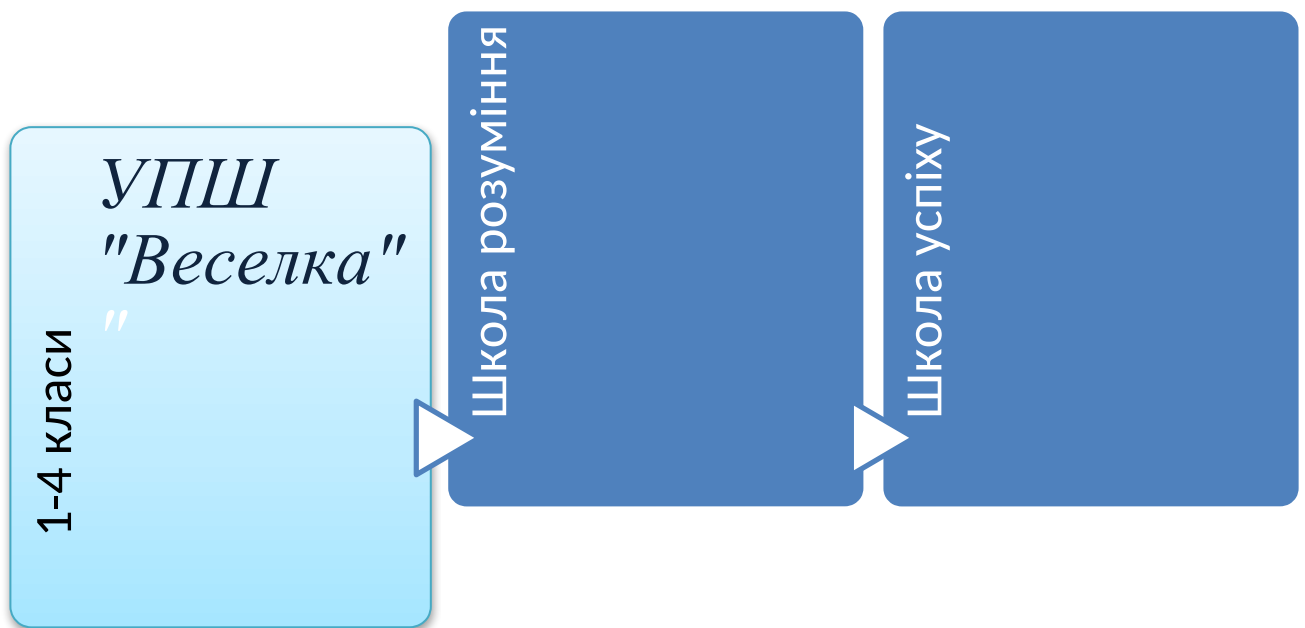 1-4 класи
УПШ
"Веселка"
"
Школа розуміння
Школа успіху